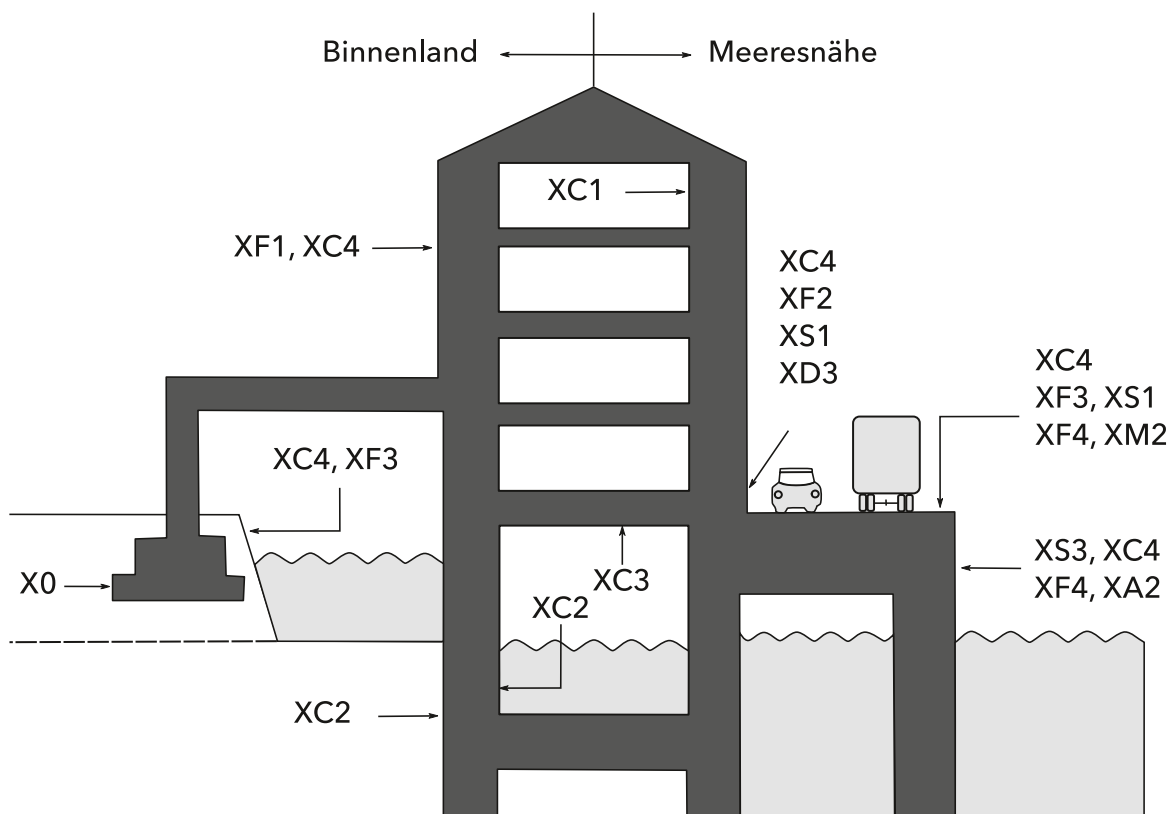 Binnenland
Meeresnähe
XC1
XF1, XC4
XC4
XF2
XS1
XD3
XC4
XF3, XS1
XF4, XM2
XC4, XF3
X0
XC3
XC2
XS3, XC4
XF4, XA2
XC2